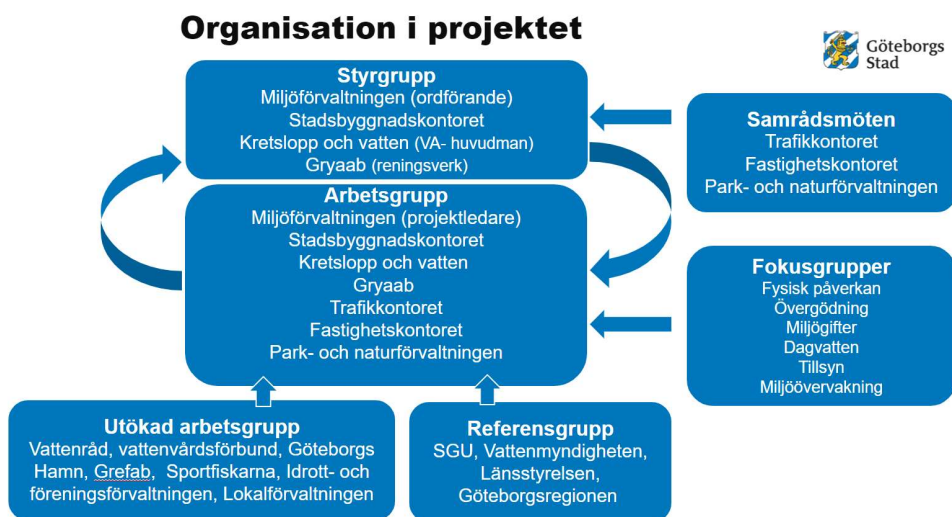 Organisation i projektet
Göteborgs
Stad
Styrgrupp
Miljöförvaltningen (ordförande)
Stadsbyggnadskontoret
Kretslopp och vatten (VA- huvudman)
Gryaab (reningsverk)
Samrådsmöten
Trafikkontoret
Fastighetskontoret
Park- och naturförvaltningen
Arbetsgrupp
Miljöförvaltningen (projektledare)
Stadsbyggnadskontoret
Kretslopp och vatten
Gryaab
Trafikkontoret
Fastighetskontoret
Park- och naturförvaltningen
Fokusgrupper
Fysisk påverkan
Övergödning
Miljögifter
Dagvatten
Tillsyn
Miljöövervakning
Utökad arbetsgrupp
Vattenråd, vattenvårdsförbund, Göteborgs
Hamn, Grefab, Sportfiskarna, Idrott- och
föreningsförvaltningen, Lokalförvaltningen
Referensgrupp
SGU, Vattenmyndigheten,
Länsstyrelsen,
Göteborgsregionen